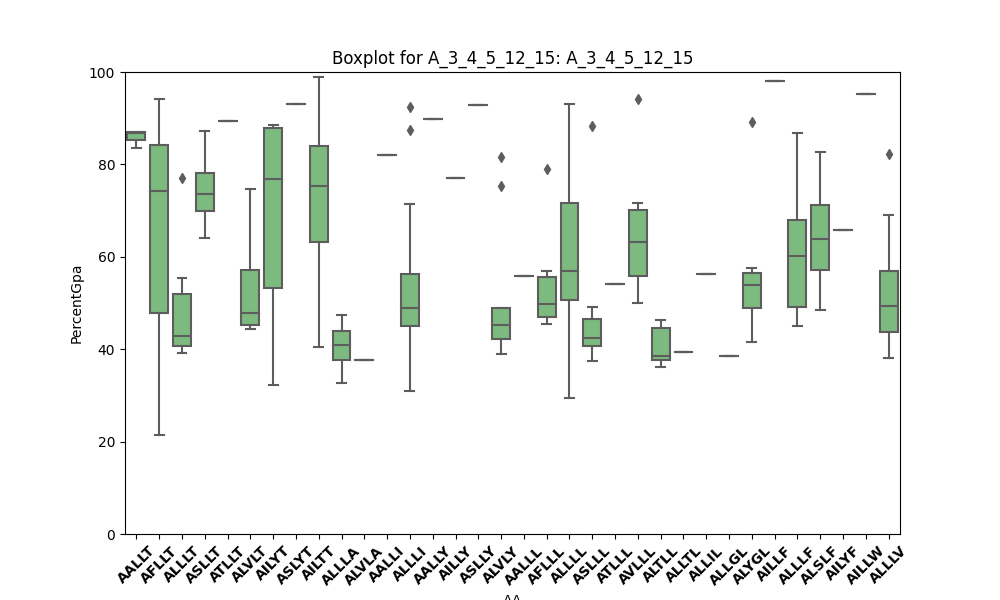 Boxplot for A_3_4_5_12_15: A_3_4_5_12_15
PercentGpa
100
80
60
40
20
0
AALLT AFLLT ALLLT ASLLT ATLLT ALVLT AILYT ASLYT AILTT ALLLA ALVLA AALLI ALLLI AALLY AILLY ASLLY ALVLY AALLL AFLLL ALLLL ASLLL ATLLL AVLLL ALTLL ALLTL ALLIL ALLGL ALYGL AILLF ALLLF ALSLF AILYF AILLW ALLLV
AA